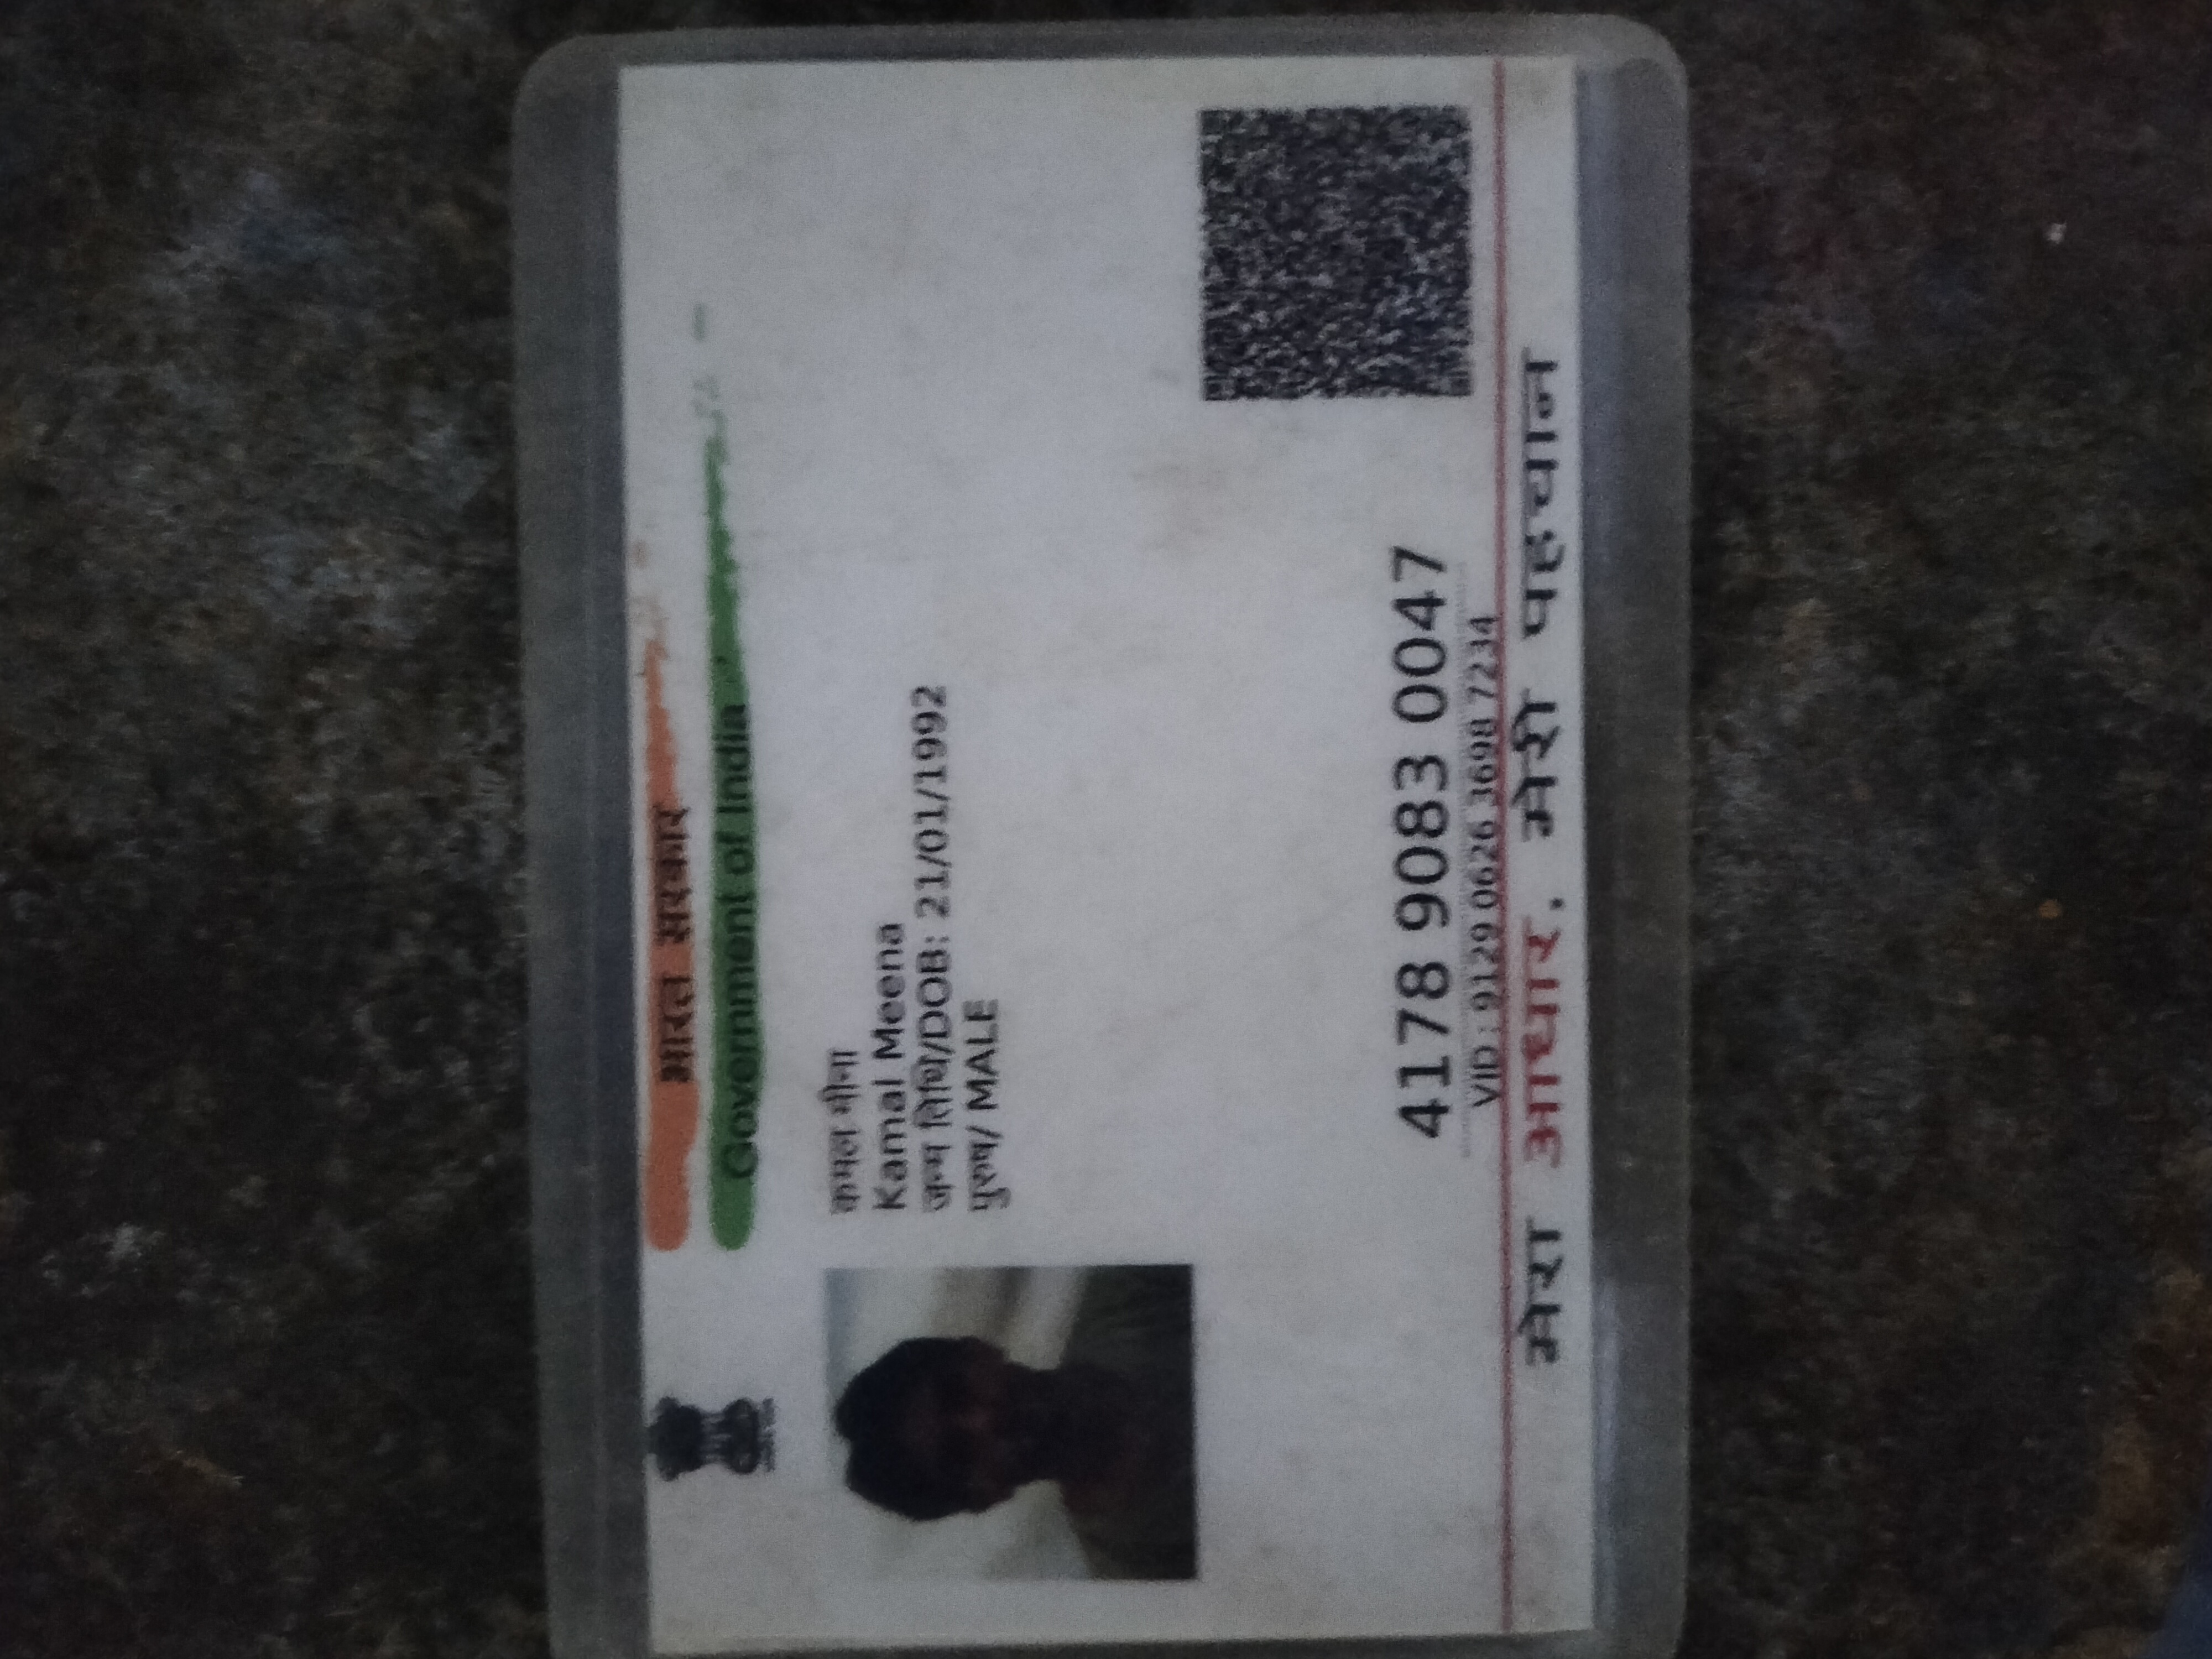 भारत सरकार
Government of India
कमल मीना
Kamal Meena
जन्म तिथि/DOB: 21/01/1992
पुरुष/ MALE
4178 9083 0047
VID : 9129 0626 3698 7234
मेरा आधार, मेरी पहचान